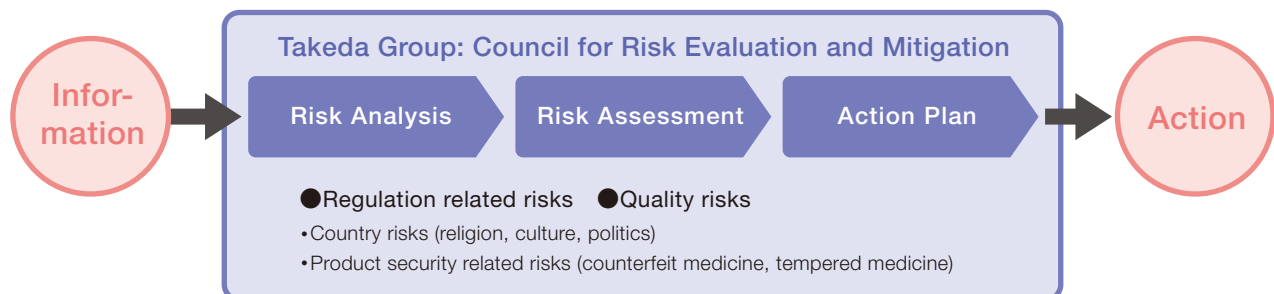 Takeda Group: Council for Risk Evaluation and Mitigation
Infor-
mation
Risk Analysis
Risk Assessment
Action Plan
Action
●Regulation related risks ●Quality risks
•Country risks (religion, culture, politics)
•Product security related risks (counterfeit medicine, tempered medicine)